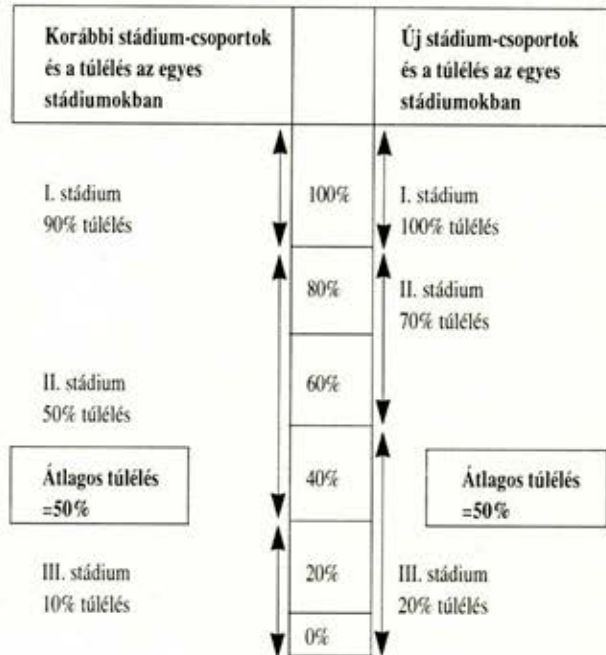 Korábbi stádium-csoportok
és a túlélés az egyes
stádiumokban
Új stádium-csoportok
és a túlélés az egyes
stádiumokban
I. stádium
90% túlélés
100%
I. stádium
100% túlélés
80%
II. stádium
70% túlélés
II. stádium
50% túlélés
60%
Átlagos túlélés
=50%
40%
Átlagos túlélés
=50%
III. stádium
10% túlélés
20%
0%
III. stádium
20% túlélés